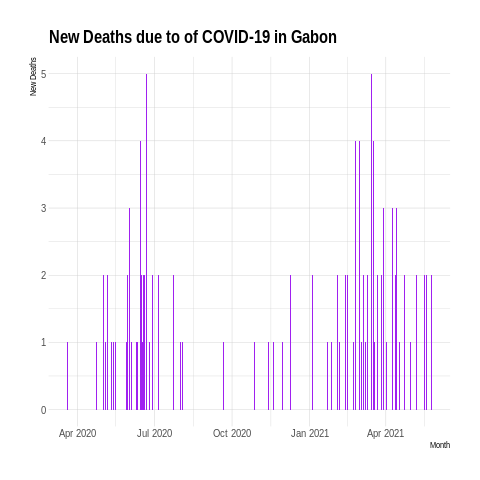 New Deaths due to of COVID-19 in Gabon
New Deaths
5
4
3
2
1
0
Apr 2020 Jul 2020 Oct 2020 Jan 2021 Apr 2021
Month